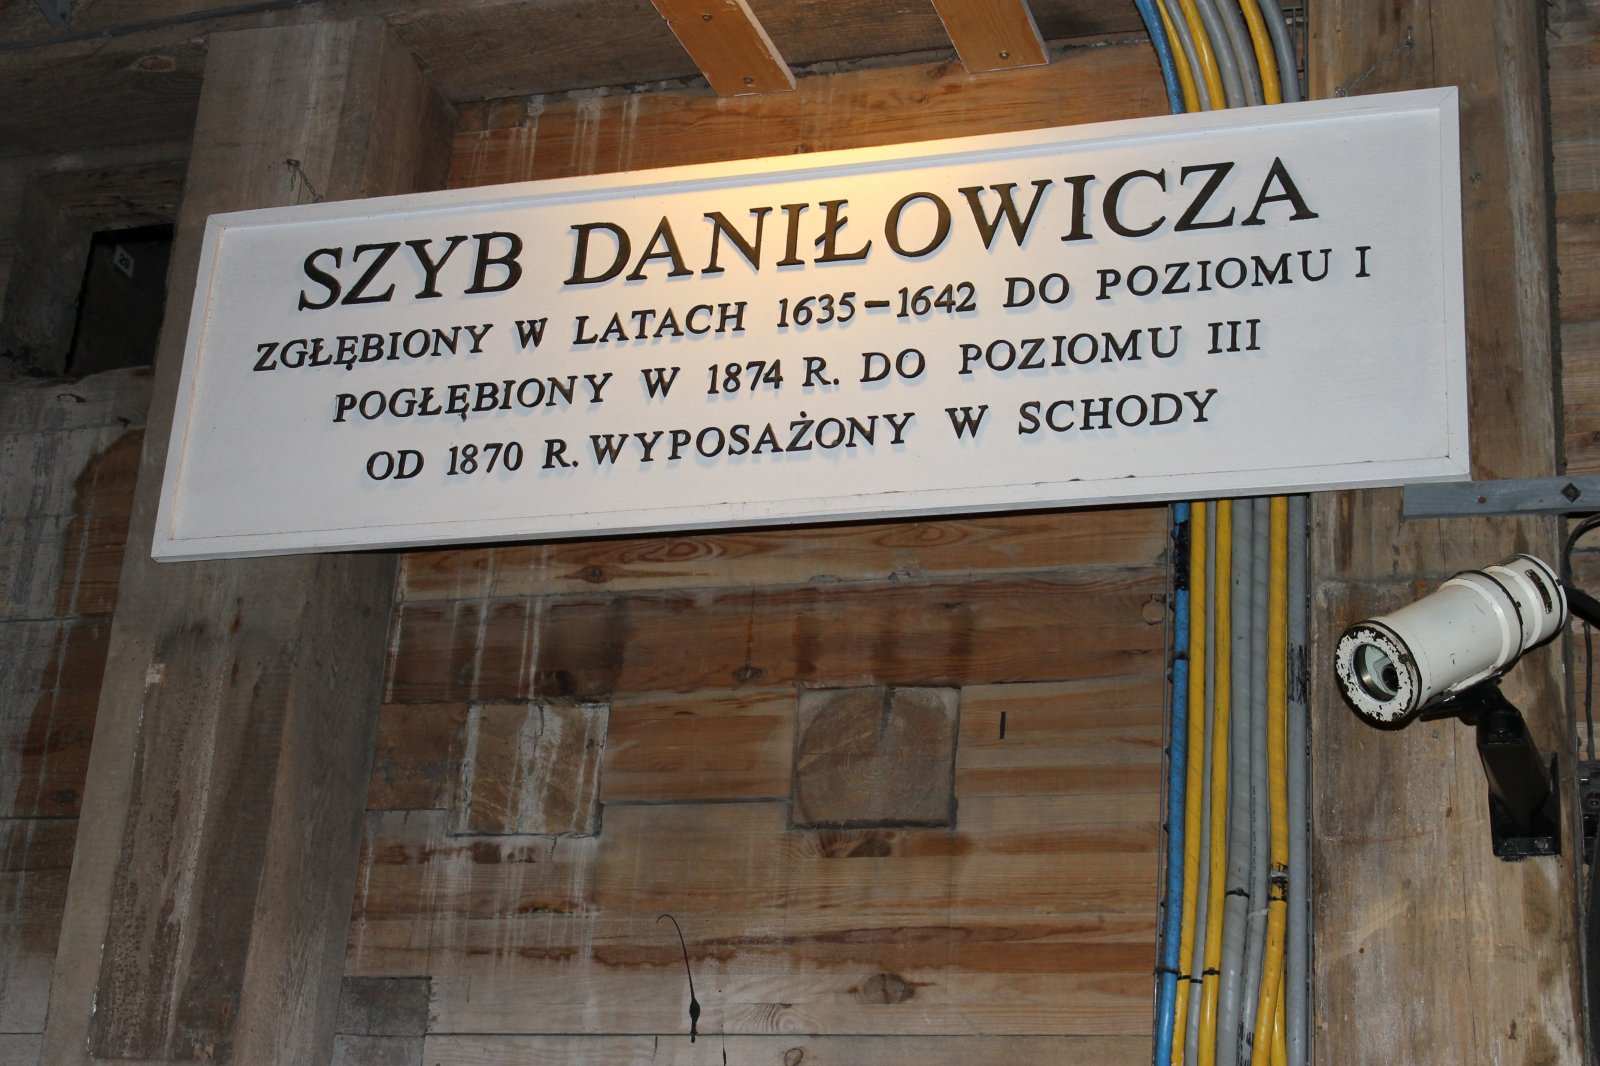 SZYB DANIŁOWICZA
ZGŁĘBIONY W LATACH 1635-1642 DO POZIOMU I
POGŁĘBIONY W 1874 R. DO POZIOMU III
OD 1870 R. WYPOSAŻONY W SCHODY